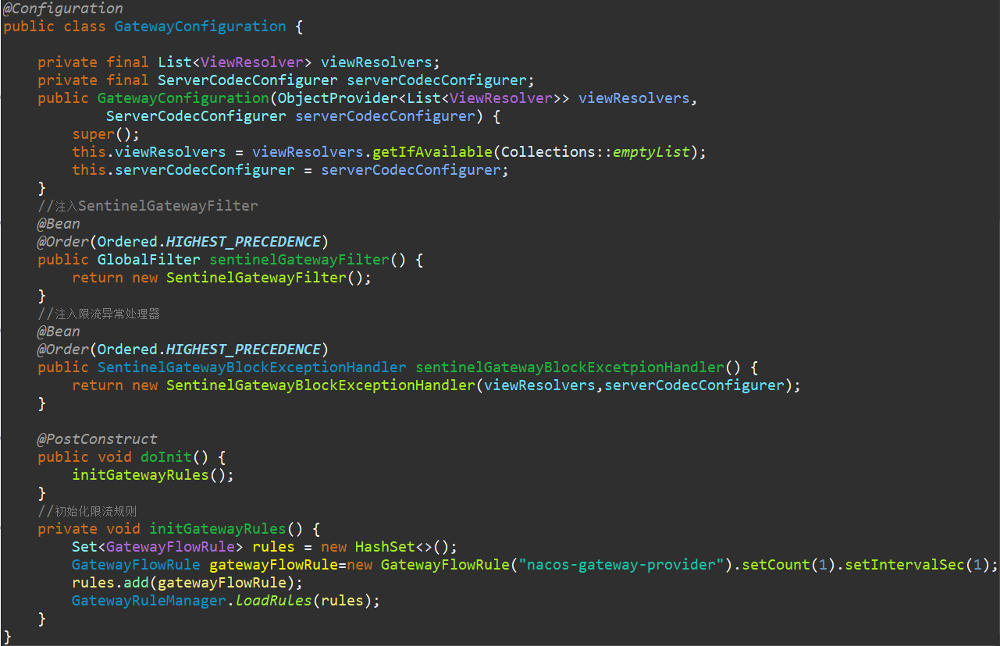 @Configuration
public class GatewayConfiguration {
private final List<ViewResolver> viewResolvers;
private final ServerCodecConfigurer serverCodecConfigurer;
public GatewayConfiguration(ObjectProvider<List<ViewResolver>> viewResolvers,
ServerCodecConfigurer serverCodecConfigurer) {
super();
this.viewResolvers = viewResolvers.getIfAvailable(Collections::emptyList);
this.serverCodecConfigurer = serverCodecConfigurer;
}
//注入SentinelGatewayFilter
@Bean
@Order(Ordered.HIGHEST_PRECEDENCE)
public GlobalFilter sentinelGatewayFilter() {
return new SentinelGatewayFilter();
}
//注入限流异常处理器
@Bean
@Order(Ordered.HIGHEST_PRECEDENCE)
public SentinelGatewayBlockExceptionHandler sentinelGatewayBlockExcetpionHandler() {
return new SentinelGatewayBlockExceptionHandler(viewResolvers,serverCodecConfigurer);
}
@PostConstruct
public void doInit() {
initGatewayRules();
}
//初始化限流规则
private void initGatewayRules() {
Set<GatewayFlowRule> rules = new HashSet<>();
GatewayFlowRule gatewayFlowRule=new GatewayFlowRule("nacos-gateway-provider").setCount(1).setIntervalSec(1);
rules.add(gatewayFlowRule);
GatewayRuleManager.loadRules(rules);
}
}